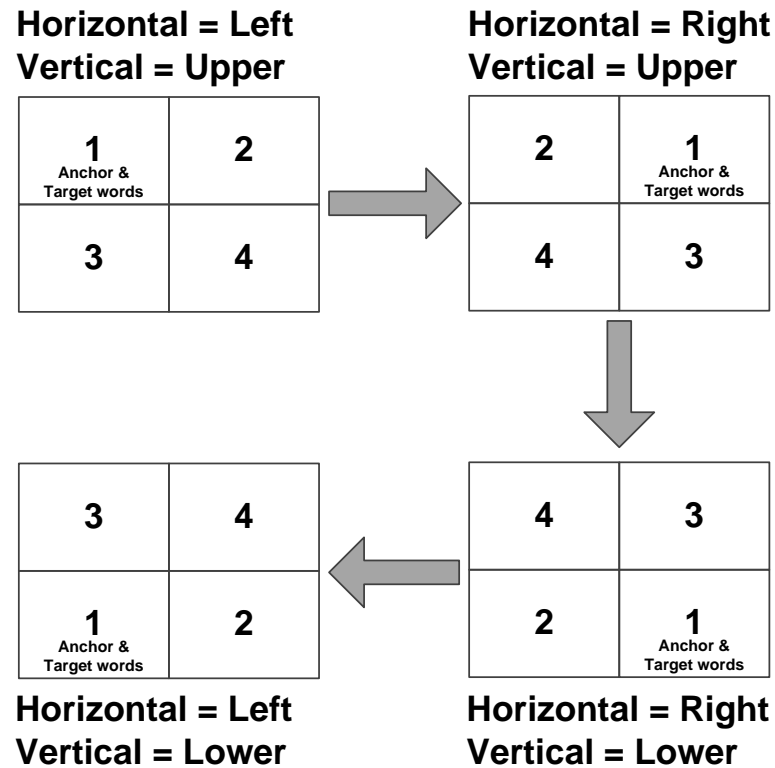 Horizontal = Left
Vertical = Upper
1
Anchor &
Target words
2
3
4
Horizontal = Right
Vertical = Upper
2
1
Anchor &
Target words
4
3
3
4
1
Anchor &
Target words
2
Horizontal = Left
Vertical = Lower
4
3
2
1
Anchor &
Target words
Horizontal = Right
Vertical = Lower